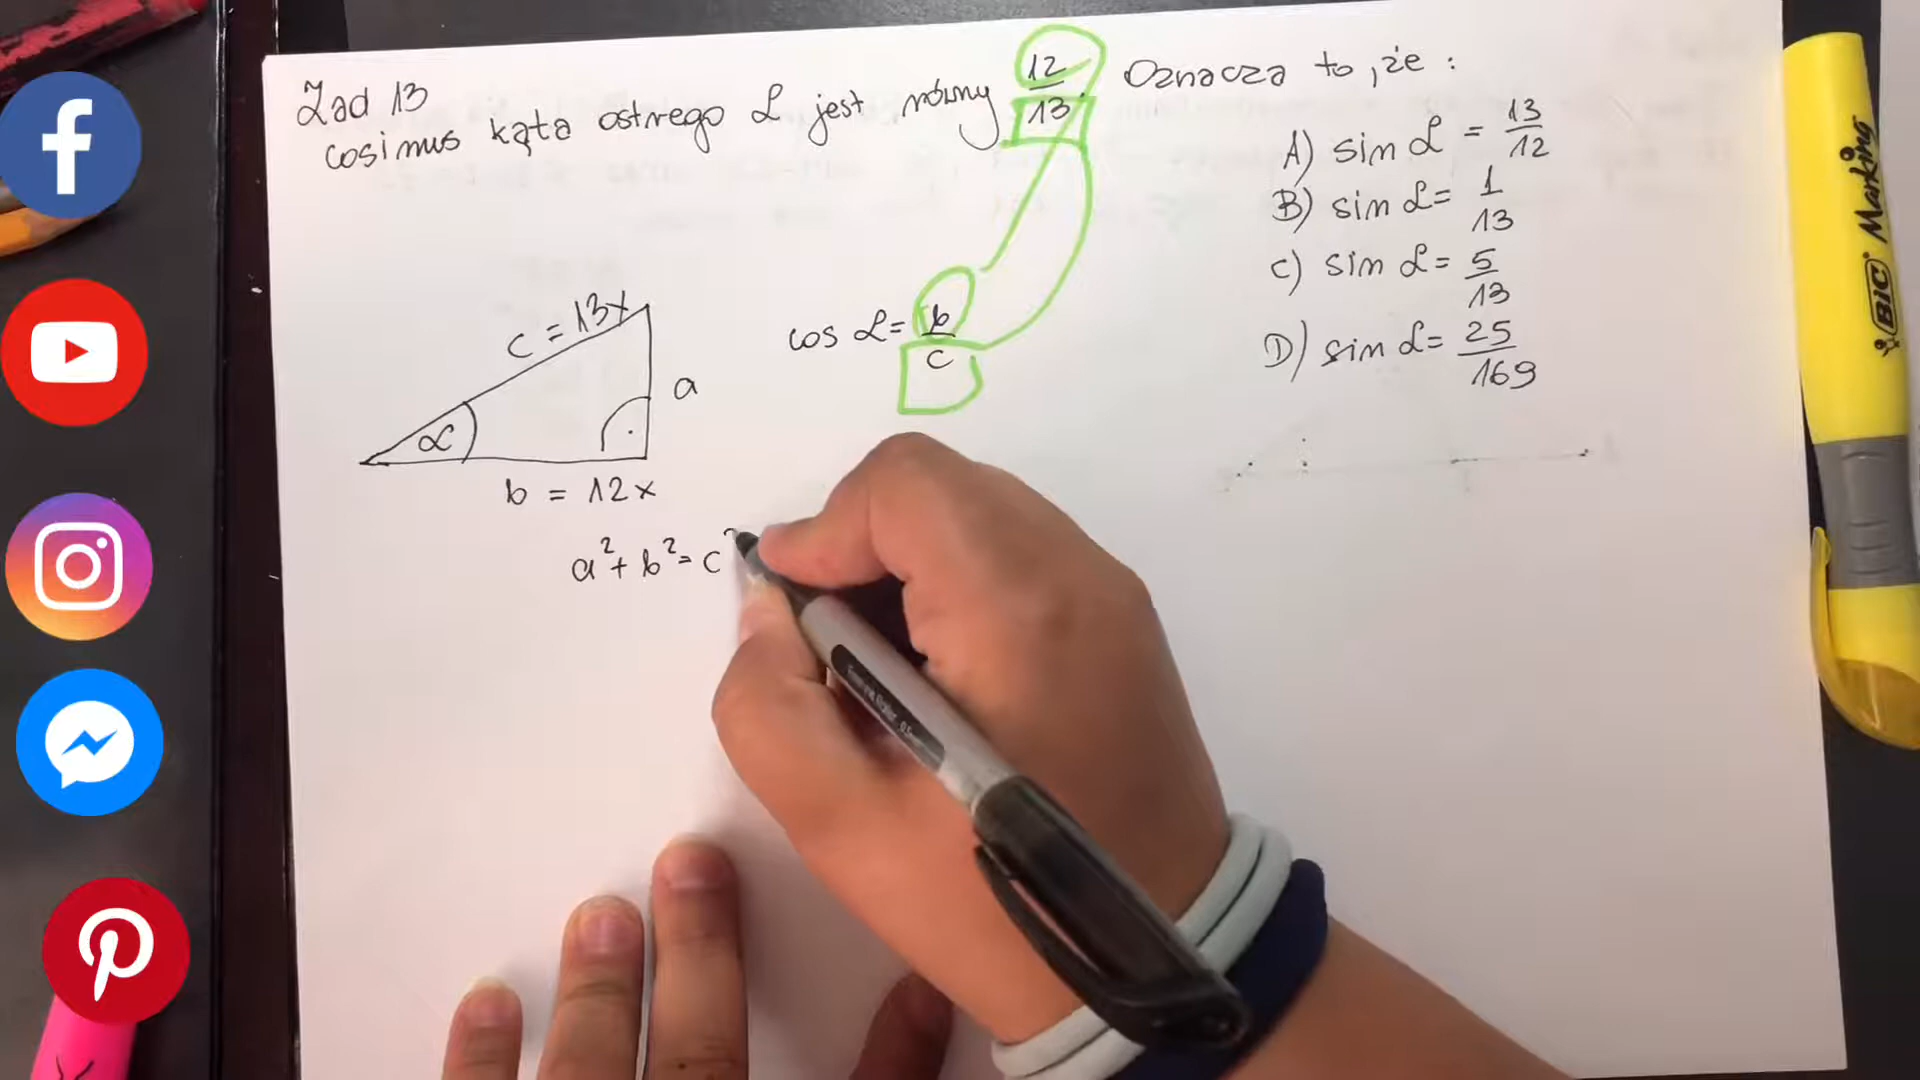 Zad 13
cosinus kąta ostrego α jest równy 12/13. Oznacza to, że:
A) sin α = 13/12
B) sin α = 1/13
C) sin α = 5/13
D) sin α = 25/169
c = 13x
a
α
b = 12x
cos α = b/c
a² + b² = c²
BIC Marking